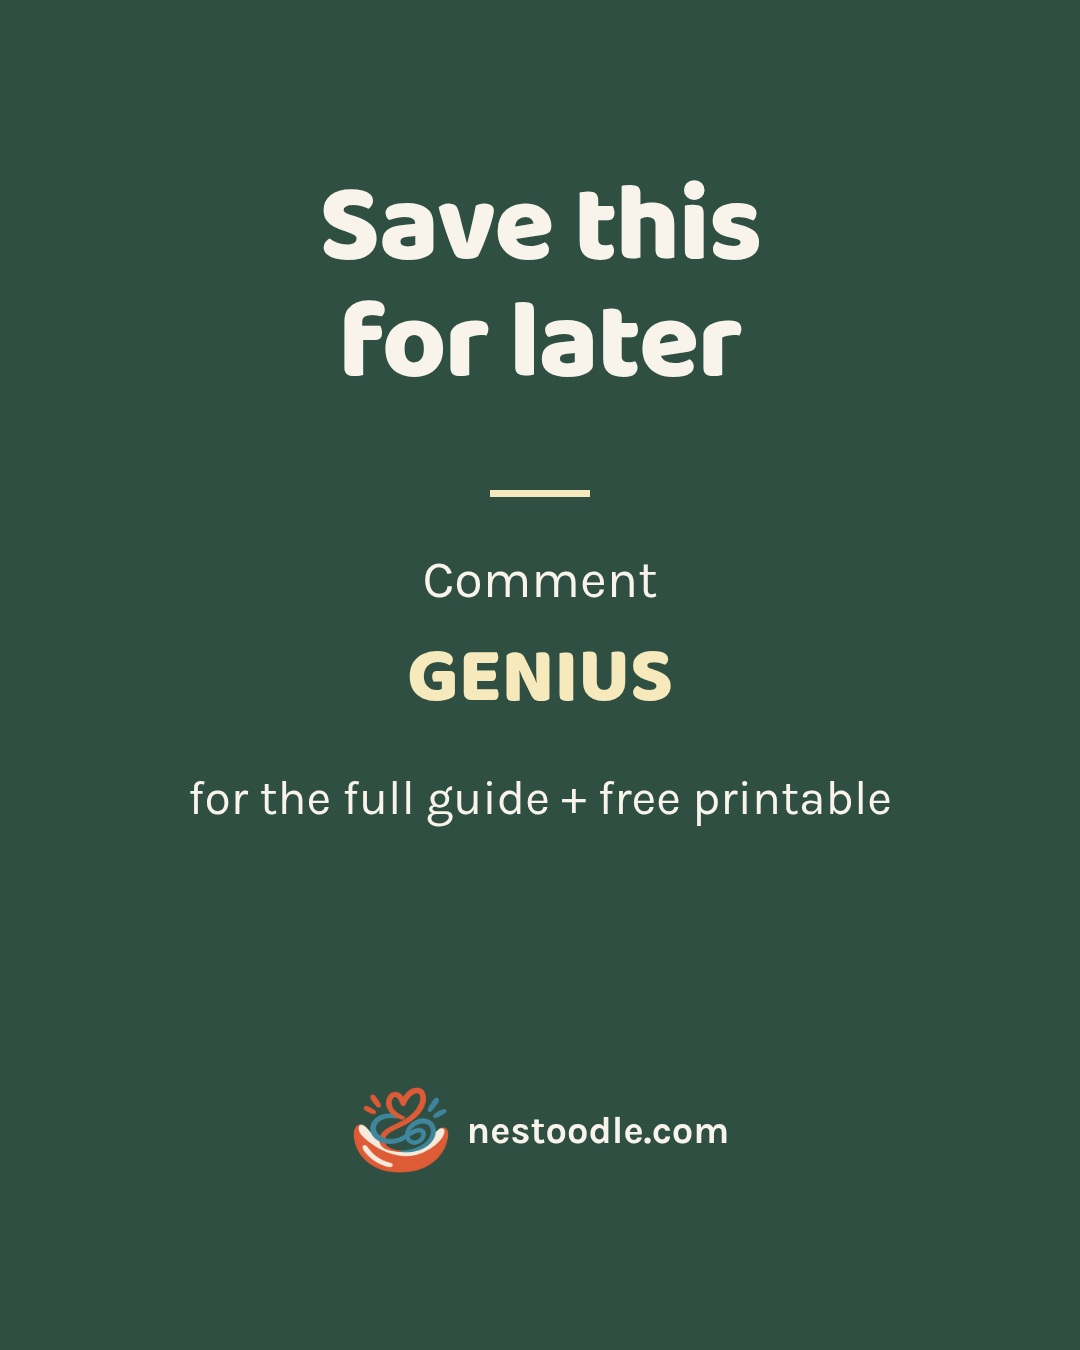 Save this
for later
Comment
GENIUS
for the full guide + free printable
nestoodle.com